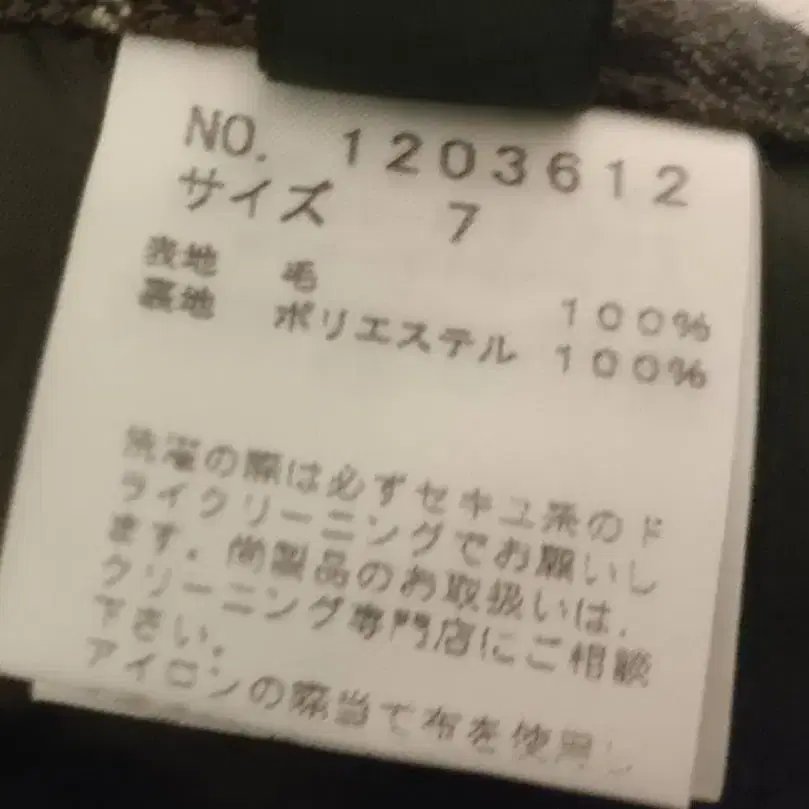 NO. 1203612
サイズ 7
表地 毛 100%
裏地 ポリエステル 100%
洗濯の際は必ずセキユ系のド
ライクリーニングでお願いし
ます。尚製品のお取扱いは、
クリーニング専門店にご相談
下さい。
アイロンの際当て布を使用し